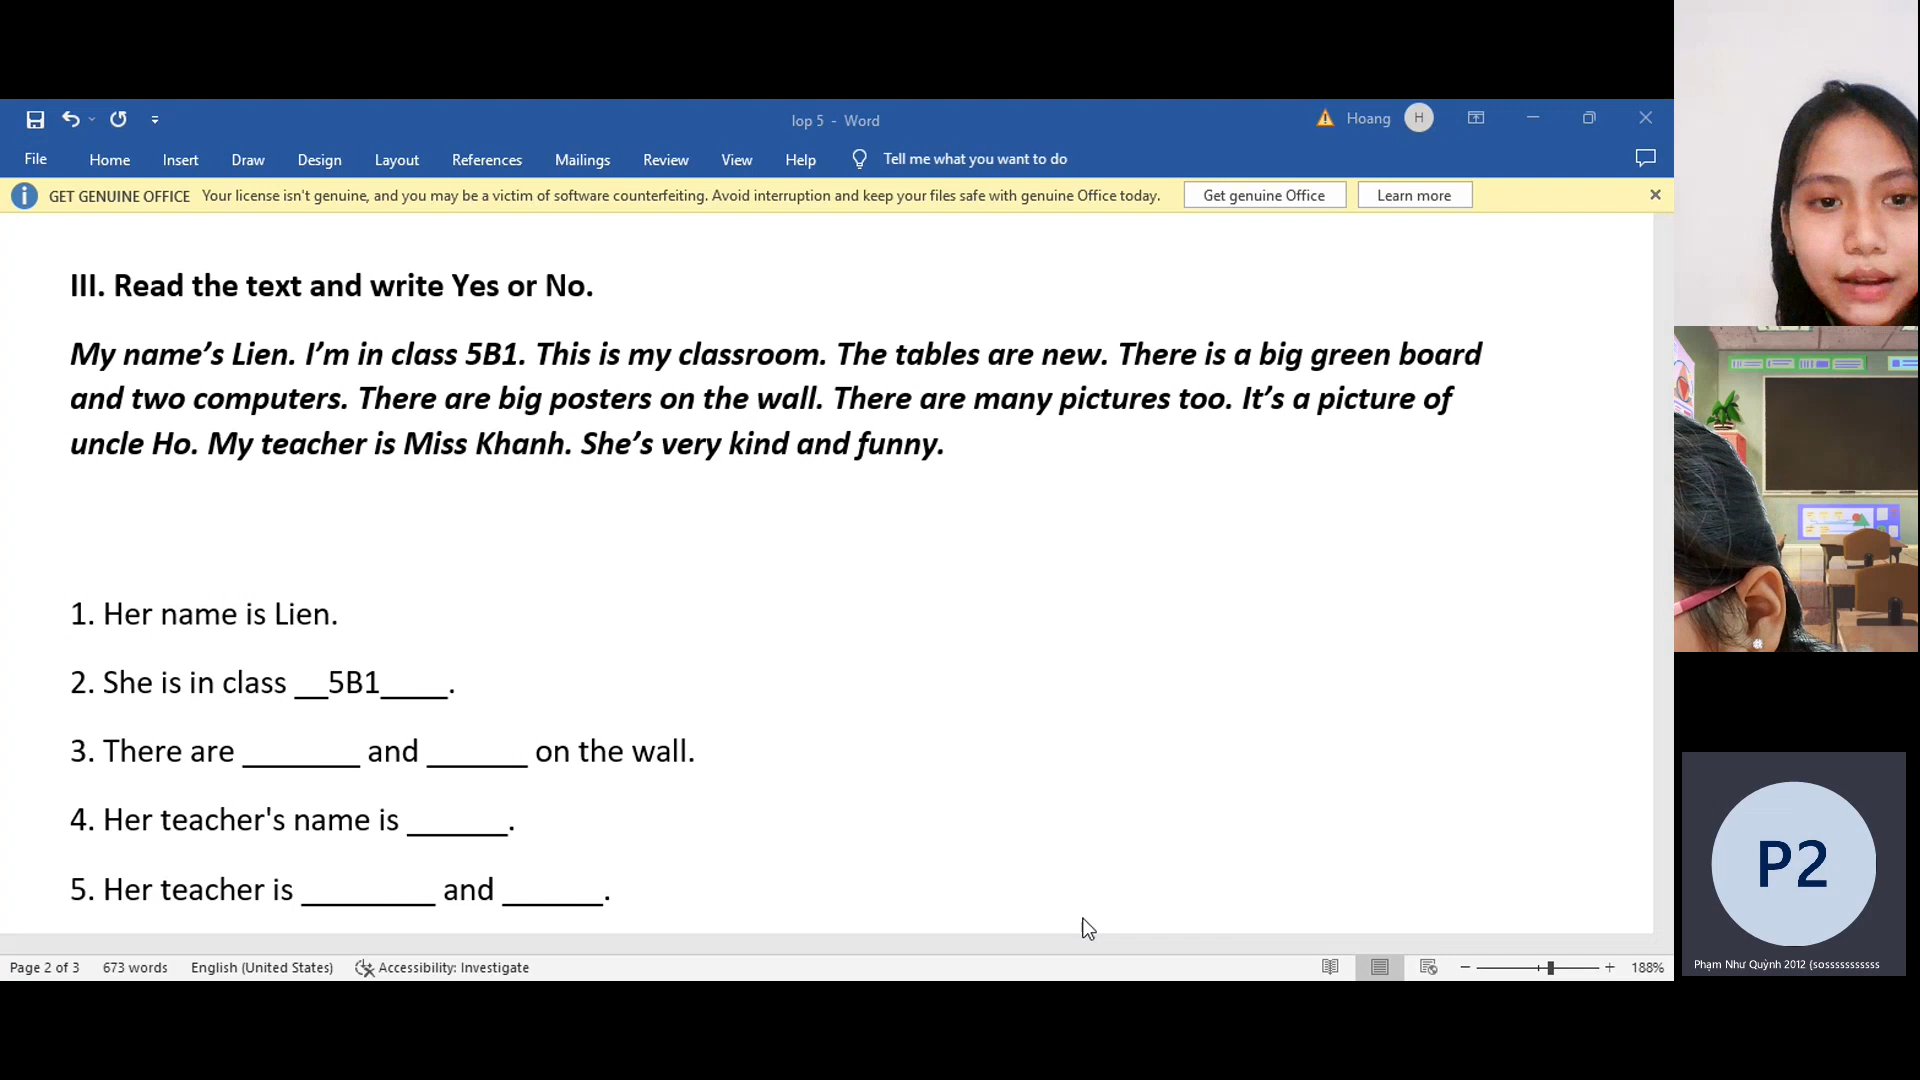 lop 5 - Word
Hoang H
File Home Insert Draw Design Layout References Mailings Review View Help Tell me what you want to do
GET GENUINE OFFICE Your license isn't genuine, and you may be a victim of software counterfeiting. Avoid interruption and keep your files safe with genuine Office today. Get genuine Office Learn more
III. Read the text and write Yes or No.
My name’s Lien. I’m in class 5B1. This is my classroom. The tables are new. There is a big green board
and two computers. There are big posters on the wall. There are many pictures too. It’s a picture of
uncle Ho. My teacher is Miss Khanh. She’s very kind and funny.
1. Her name is Lien.
2. She is in class __5B1____.
3. There are _______ and ______ on the wall.
4. Her teacher's name is ______.
5. Her teacher is ________ and ______.
P2
Phạm Như Quỳnh 2012 (sosssssssssss
Page 2 of 3 673 words English (United States) Accessibility: Investigate 188%